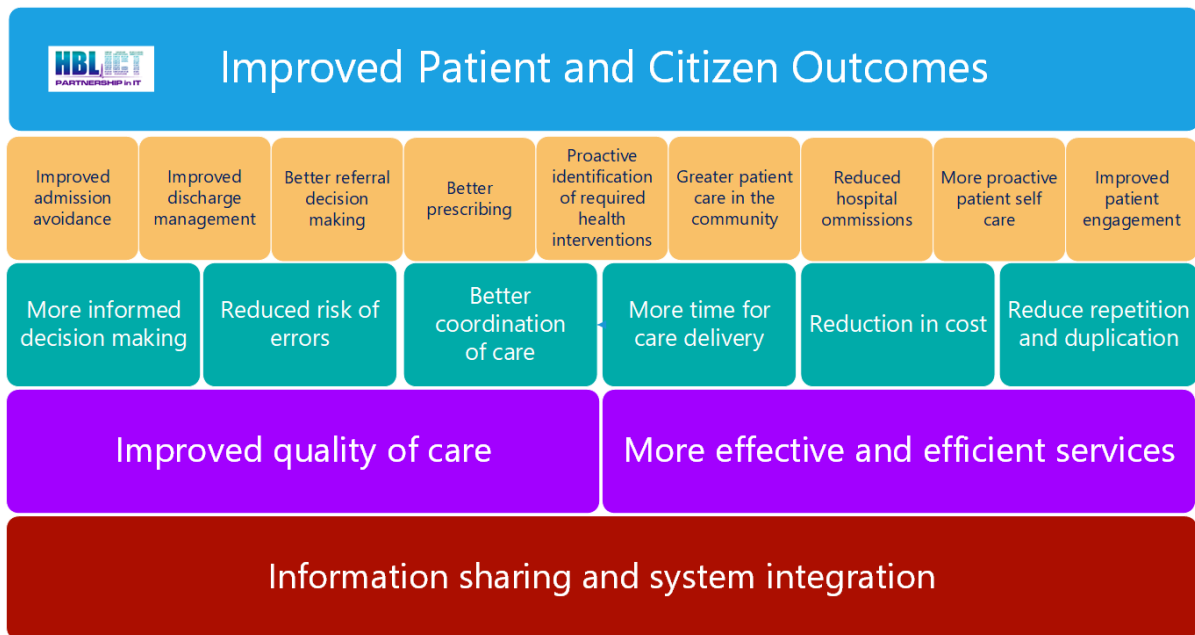 HBL ICT
PARTNERSHIP in IT
Improved Patient and Citizen Outcomes
Improved
admission
avoidance
Improved
discharge
management
Better referral
decision
making
Better
prescribing
Proactive
identification
of required
health
interventions
Greater patient
care in the
community
Reduced
hospital
ommissions
More proactive
patient self
care
Improved
patient
engagement
More informed
decision making
Reduced risk of
errors
Better
coordination
of care
More time for
care delivery
Reduction in cost
Reduce repetition
and duplication
Improved quality of care
More effective and efficient services
Information sharing and system integration